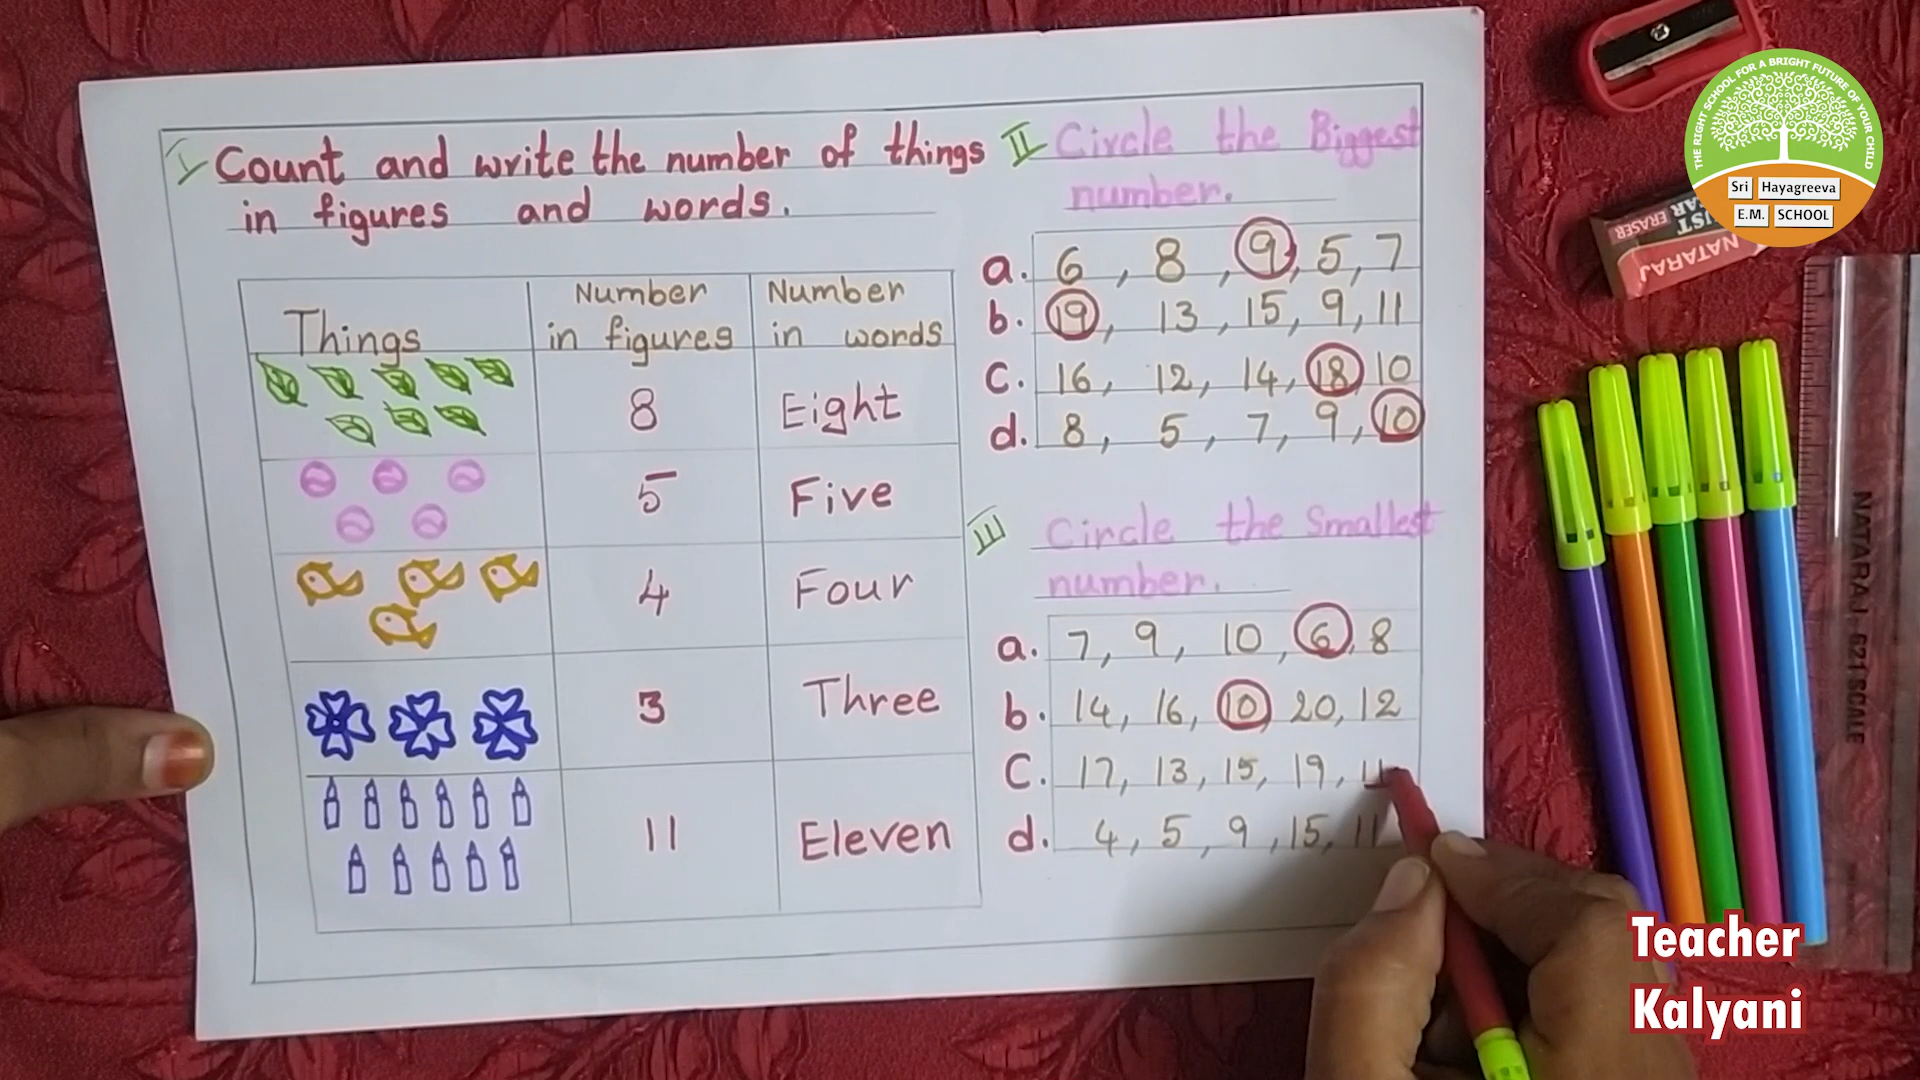 I Count and write the number of things
in figures and words.
Things
Number
in figures
Number
in words
8 Eight
5 Five
4 Four
3 Three
11 Eleven
II Circle the Biggest
number.
a. 6, 8, 9, 5, 7
b. 19, 13, 15, 9, 11
c. 16, 12, 14, 18, 10
d. 8, 5, 7, 9, 10
III Circle the Smallest
number.
a. 7, 9, 10, 6, 8
b. 14, 16, 10, 20, 12
C. 17, 13, 15, 19, 11
d. 4, 5, 9, 15, 11
THE RIGHT SCHOOL FOR A BRIGHT FUTURE OF YOUR CHILD
Sri Hayagreeva
E.M. SCHOOL
NATARAJ
ERASER
NATARAJ - 621 SCALE
Teacher
Kalyani